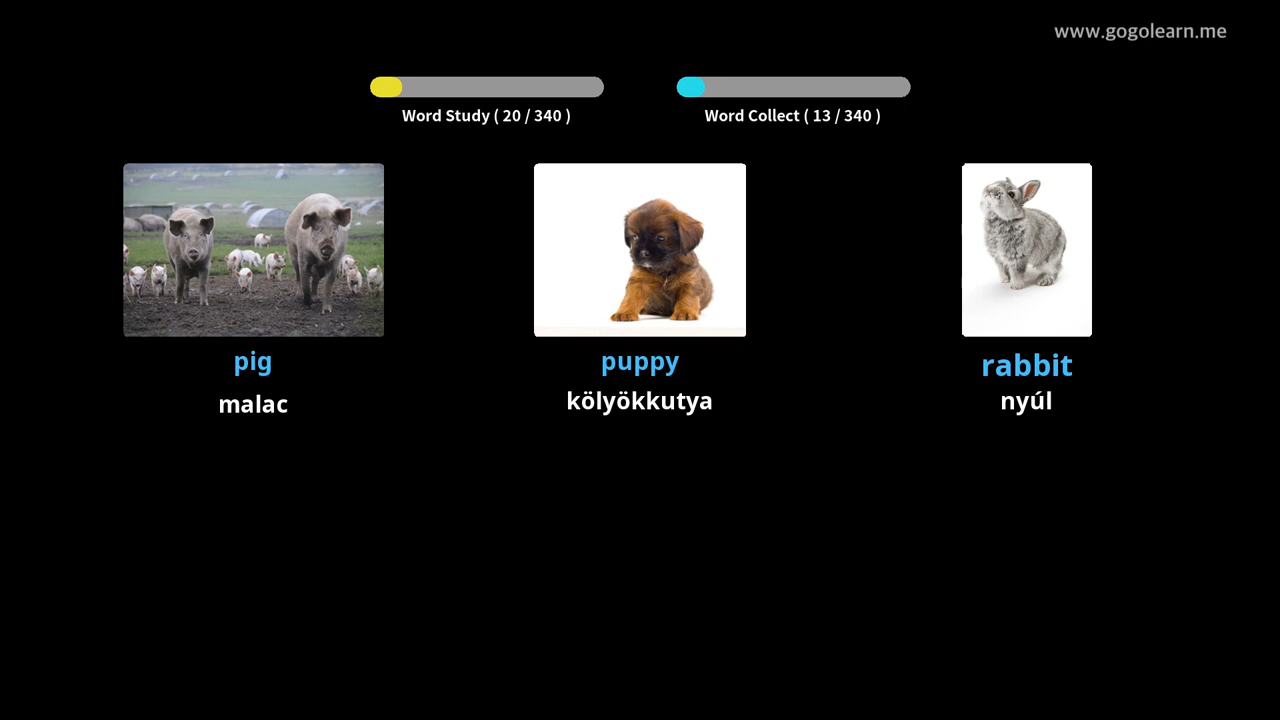 www.gogolearn.me
Word Study ( 20 / 340 )
Word Collect ( 13 / 340 )
pig
malac
puppy
kölyökkutya
rabbit
nyúl